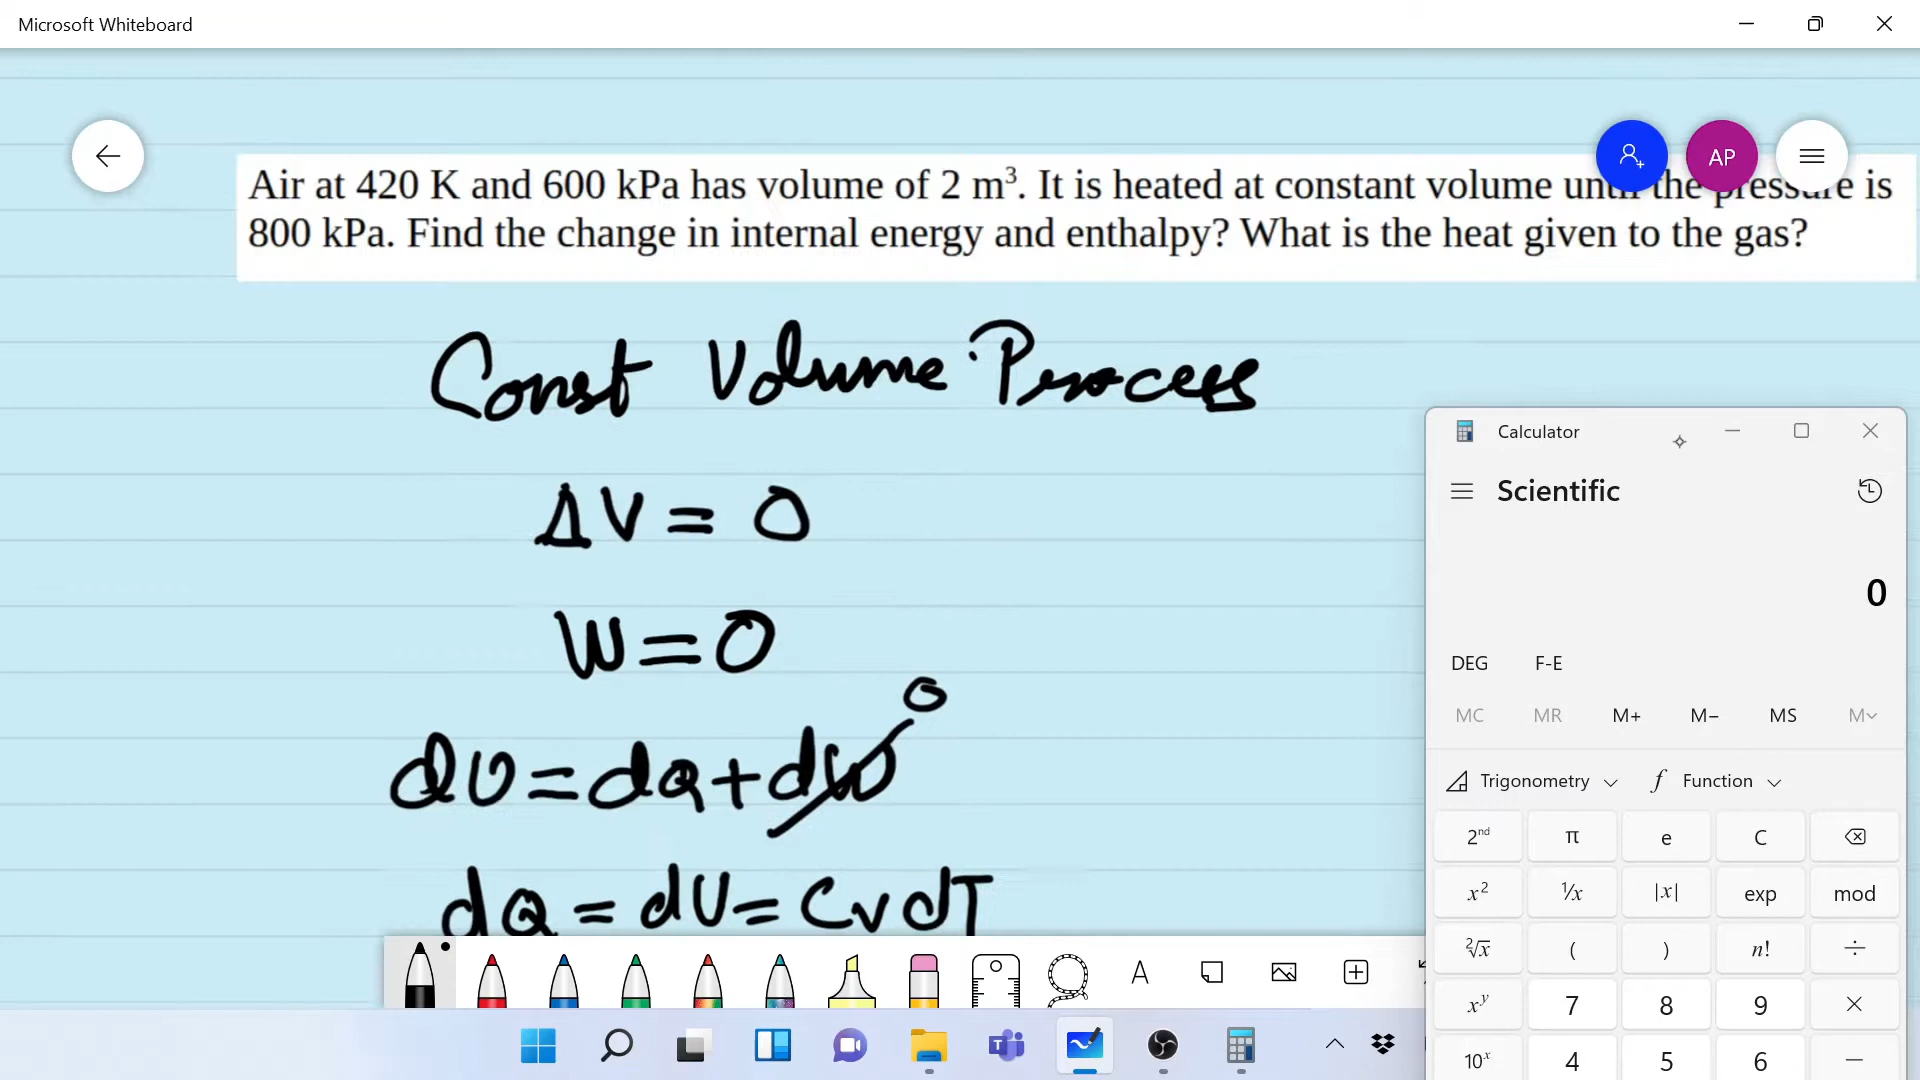 Microsoft Whiteboard
AP
Air at 420 K and 600 kPa has volume of 2 m³. It is heated at constant volume until the pressure is
800 kPa. Find the change in internal energy and enthalpy? What is the heat given to the gas?
Const Volume Process
ΔV = 0
W = 0
0
dU = dQ + dW
dQ = dU = CvdT
Calculator
Scientific
0
DEG F-E
MC MR M+ M− MS M
Trigonometry f Function
2ⁿᵈ π e C
x² ¹/x |x| exp mod
²√x ( ) n! ÷
xʸ 7 8 9 ×
10ˣ 4 5 6 −
A
T